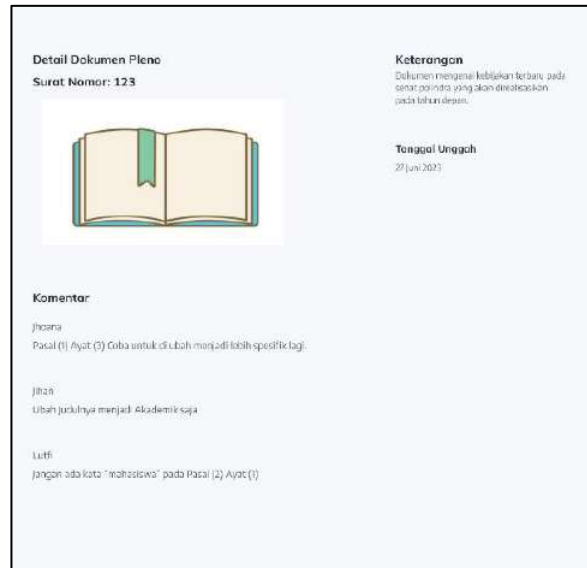 Detail Dokumen Pleno
Surat Nomor: 123
Keterangan
Dokumen mengenai kebijakan terbaru pada
senat polindra yang akan direalisasikan
pada tahun depan.
Tanggal Unggah
27 Juni 2023
Komentar
Jhoana
Pasal (1) Ayat (3) Coba untuk di ubah menjadi lebih spesifik lagi.
Jihan
Ubah Judulnya menjadi Akademik saja
Lutfi
Jangan ada kata "mahasiswa" pada Pasal (2) Ayat (1)